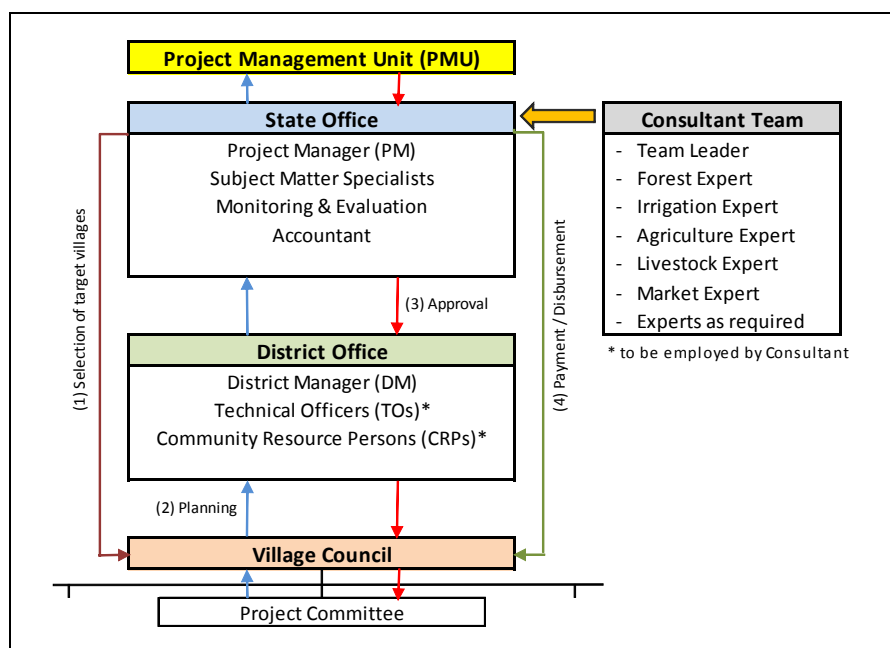 Project Management Unit (PMU)
State Office
Project Manager (PM)
Subject Matter Specialists
Monitoring & Evaluation
Accountant
Consultant Team
- Team Leader
- Forest Expert
- Irrigation Expert
- Agriculture Expert
- Livestock Expert
- Market Expert
- Experts as required
* to be employed by Consultant
(1) Selection of target villages
(3) Approval
(4) Payment / Disbursement
District Office
District Manager (DM)
Technical Officers (TOs)*
Community Resource Persons (CRPs)*
(2) Planning
Village Council
Project Committee